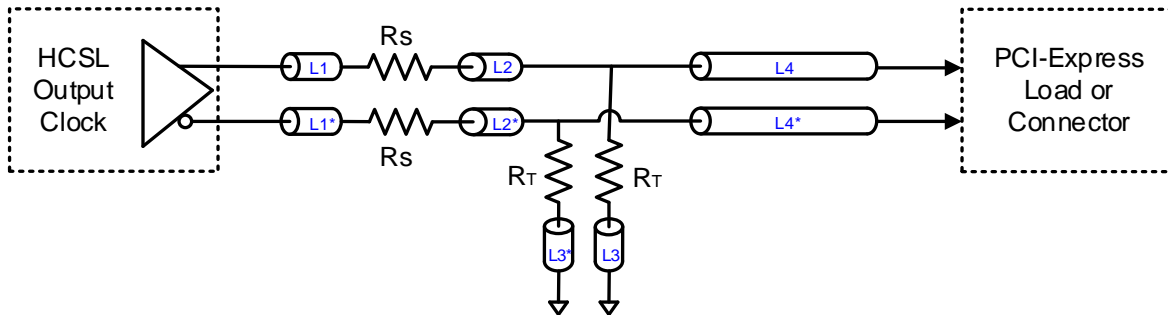 HCSL
Output
Clock
L1
Rs
L2
L4
L1*
Rs
L2*
L4*
RT
RT
L3*
L3
PCI-Express
Load or
Connector